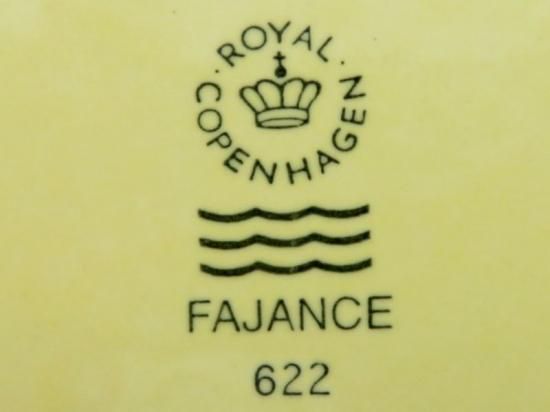 · ROYAL ·
COPENHAGEN
FAJANCE
622